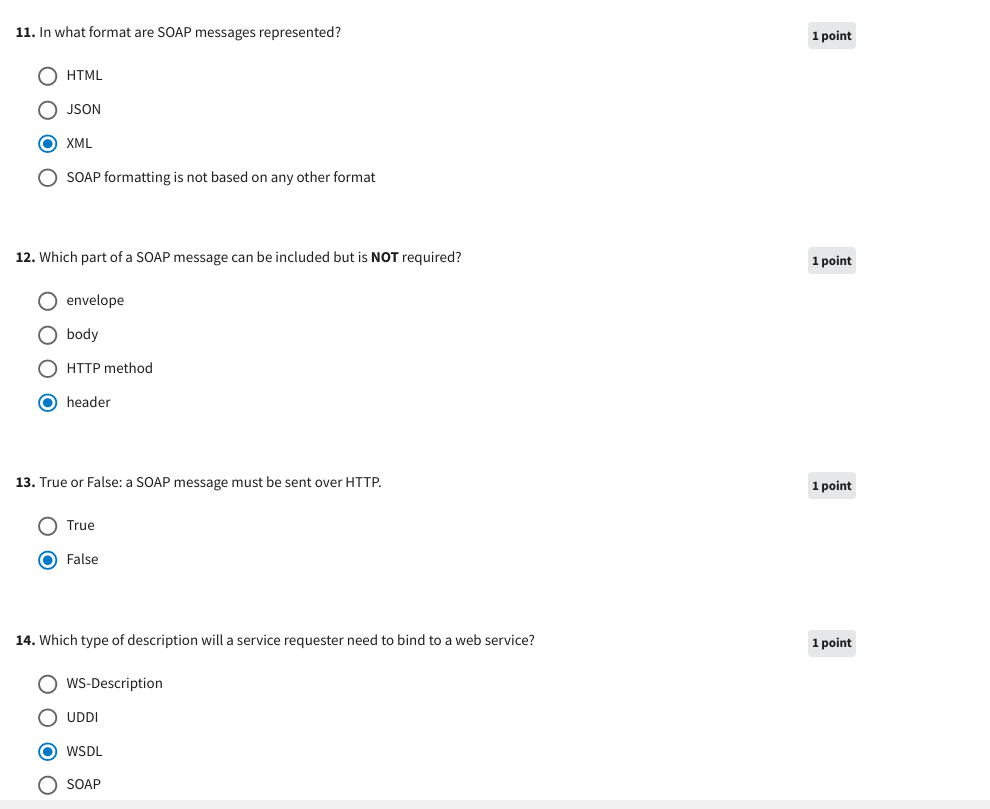 11. In what format are SOAP messages represented?
1 point
HTML
JSON
XML
SOAP formatting is not based on any other format
12. Which part of a SOAP message can be included but is NOT required?
1 point
envelope
body
HTTP method
header
13. True or False: a SOAP message must be sent over HTTP.
1 point
True
False
14. Which type of description will a service requester need to bind to a web service?
1 point
WS-Description
UDDI
WSDL
SOAP